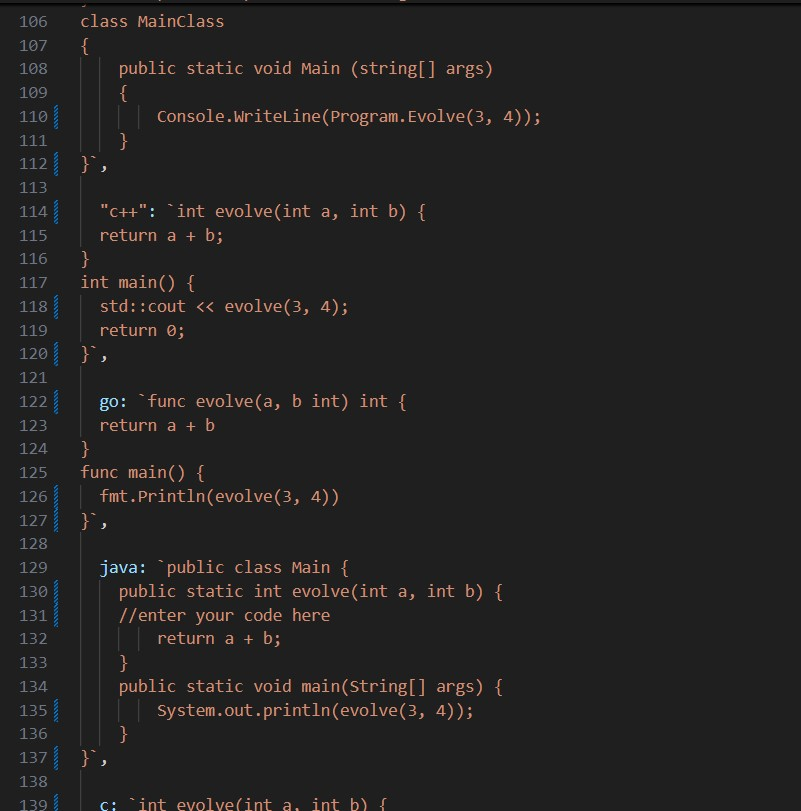 106 class MainClass
107 {
108 public static void Main (string[] args)
109 {
110 Console.WriteLine(Program.Evolve(3, 4));
111 }
112 }`,
113
114 "c++": `int evolve(int a, int b) {
115 return a + b;
116 }
117 int main() {
118 std::cout << evolve(3, 4);
119 return 0;
120 }`,
121
122 go: `func evolve(a, b int) int {
123 return a + b
124 }
125 func main() {
126 fmt.Println(evolve(3, 4))
127 }`,
128
129 java: `public class Main {
130 public static int evolve(int a, int b) {
131 //enter your code here
132 return a + b;
133 }
134 public static void main(String[] args) {
135 System.out.println(evolve(3, 4));
136 }
137 }`,
138
139 c: `int evolve(int a, int b) {